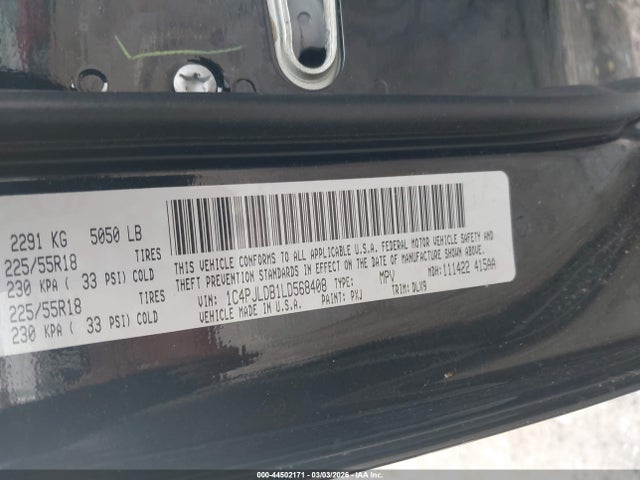 2291 KG 5050 LB
225/55R18 TIRES
230 KPA ( 33 PSI) COLD
225/55R18 TIRES
230 KPA ( 33 PSI) COLD
THIS VEHICLE CONFORMS TO ALL APPLICABLE U.S.A. FEDERAL MOTOR VEHICLE SAFETY AND
THEFT PREVENTION STANDARDS IN EFFECT ON THE DATE OF MANUFACTURE SHOWN ABOVE.
VIN: 1C4PJLDB1LD568408 TYPE: MPV MDH: 111422 415AA
VEHICLE MADE IN U.S.A. PAINT: PXJ TRIM: DLX9
000-44502171 | 03/03/2026 - IAAI.com